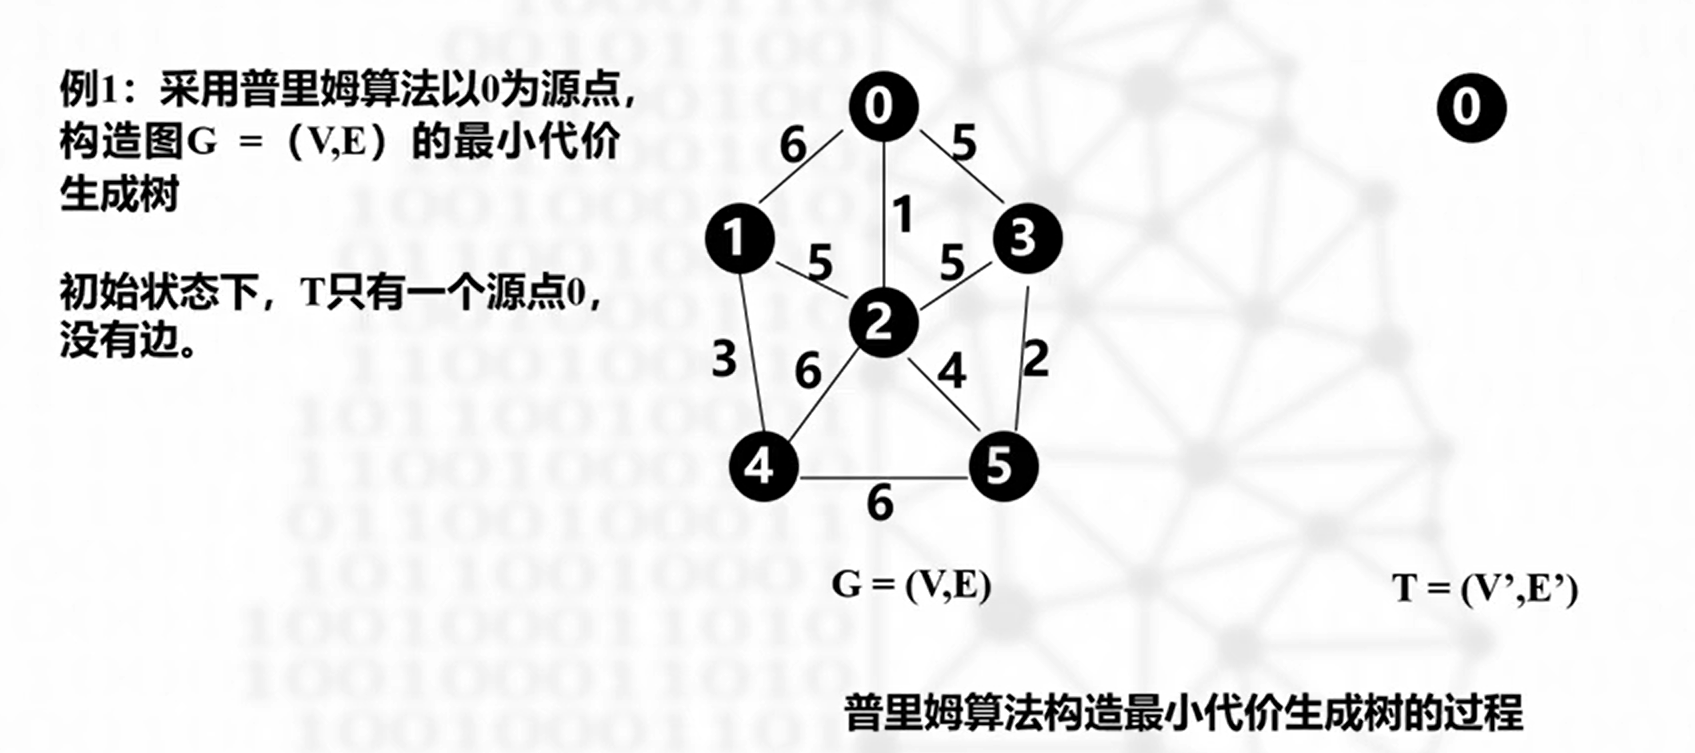 例1：采用普里姆算法以0为源点，
构造图G =（V,E）的最小代价
生成树
初始状态下，T只有一个源点0，
没有边。
0
6
5
1
1
3
5
5
2
3
6
4
2
4
5
6
G = (V,E)
0
T = (V’,E’)
普里姆算法构造最小代价生成树的过程